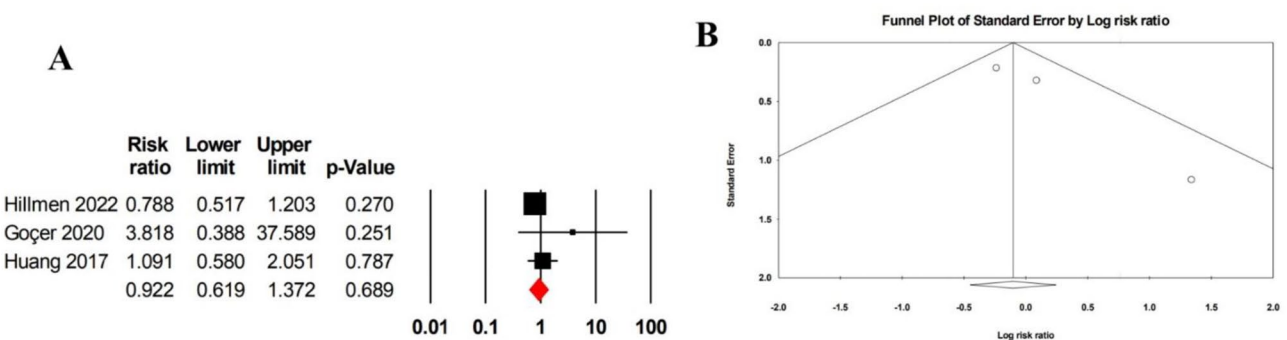 A
Risk Lower Upper
ratio limit limit p-Value
Hillmen 2022 0.788 0.517 1.203 0.270
Goçer 2020 3.818 0.388 37.589 0.251
Huang 2017 1.091 0.580 2.051 0.787
0.922 0.619 1.372 0.689
0.01 0.1 1 10 100
B
Funnel Plot of Standard Error by Log risk ratio
0.0
0.5
1.0
1.5
2.0
Standard Error
-2.0 -1.5 -1.0 -0.5 0.0 0.5 1.0 1.5 2.0
Log risk ratio